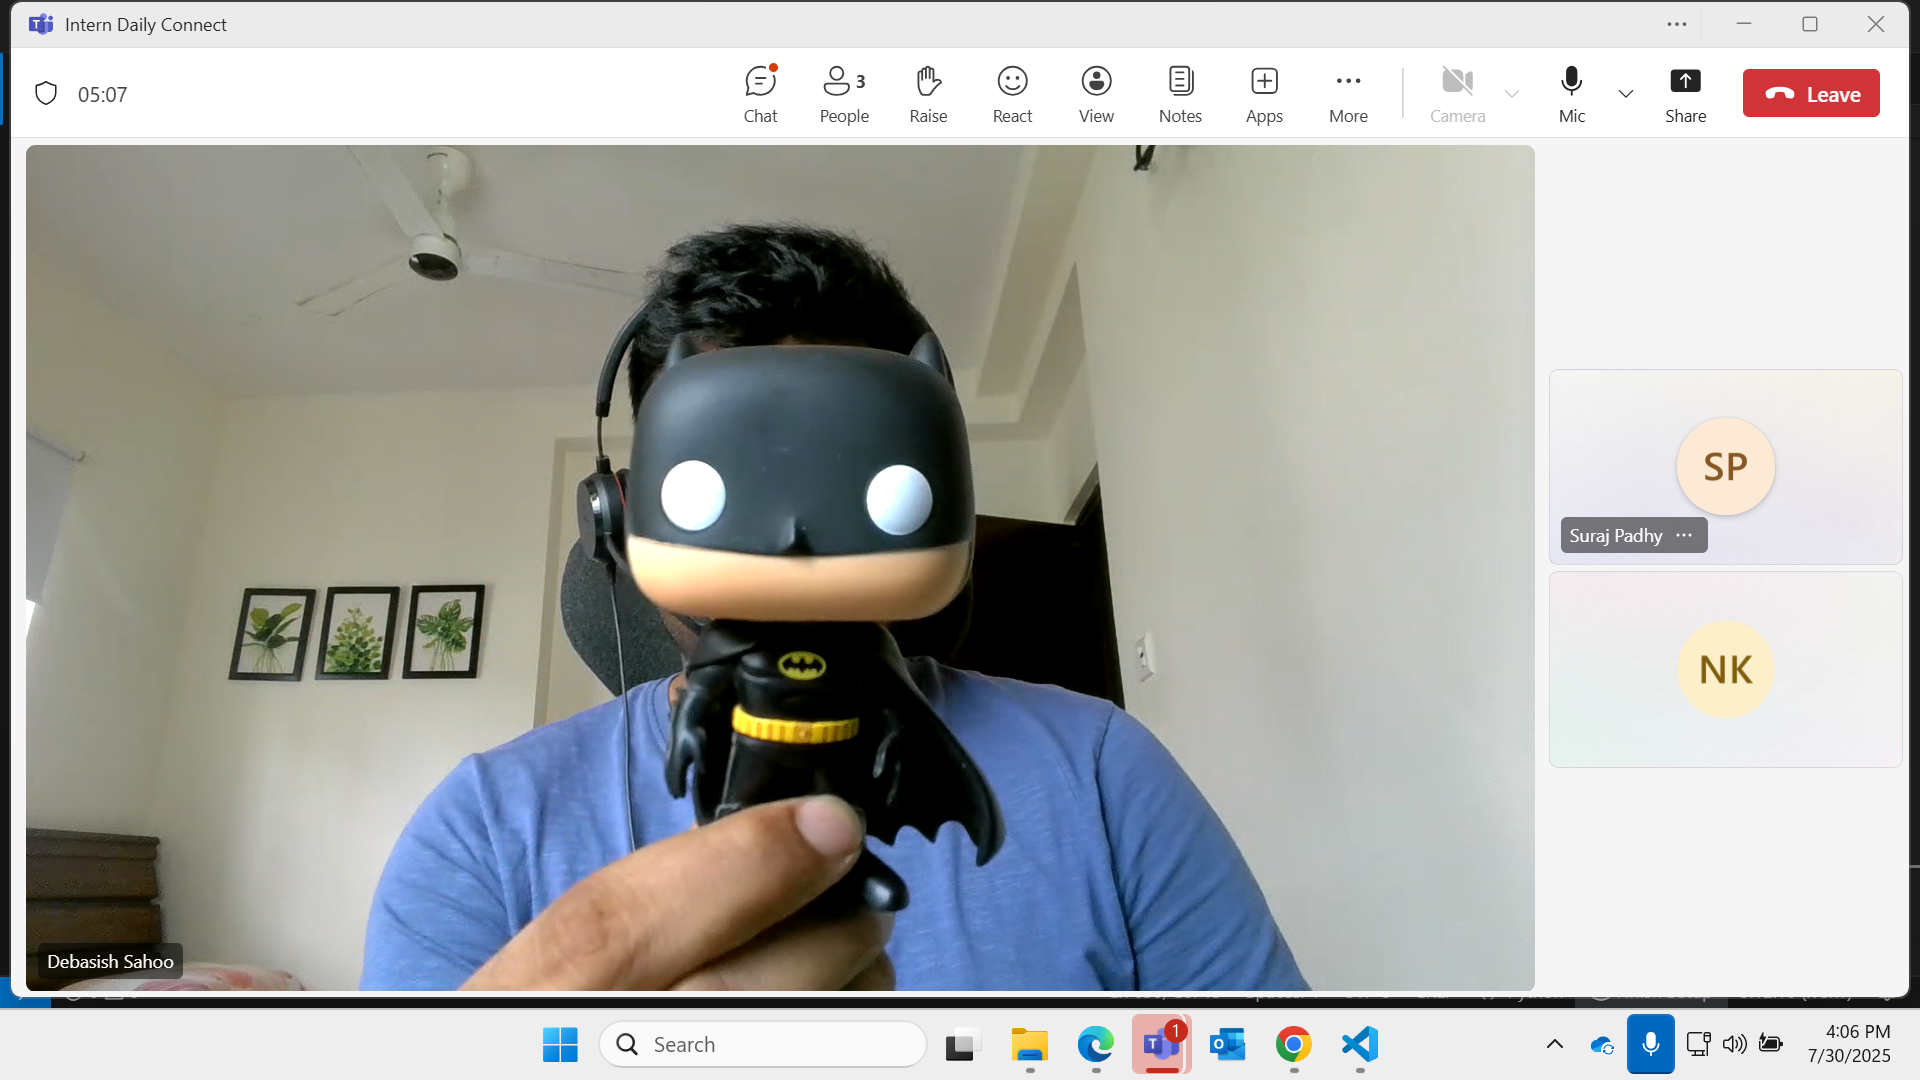 Intern Daily Connect
05:07
Chat
3
People
Raise
React
View
Notes
Apps
More
Camera
Mic
Share
Leave
SP
Suraj Padhy
NK
Debasish Sahoo
Search
1
4:06 PM
7/30/2025